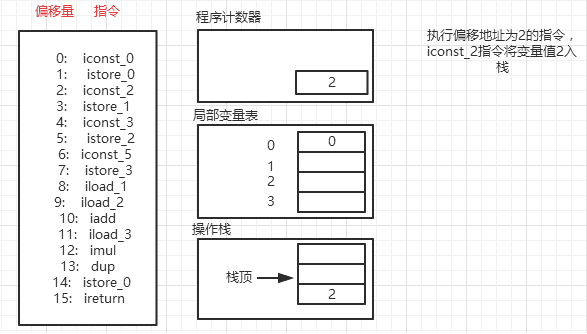 偏移量 指令
0: iconst_0
1: istore_0
2: iconst_2
3: istore_1
4: iconst_3
5: istore_2
6: iconst_5
7: istore_3
8: iload_1
9: iload_2
10: iadd
11: iload_3
12: imul
13: dup
14: istore_0
15: ireturn
程序计数器
2
局部变量表
0 0
1
2
3
操作栈
栈顶
2
执行偏移地址为2的指令，
iconst_2指令将变量值2入
栈